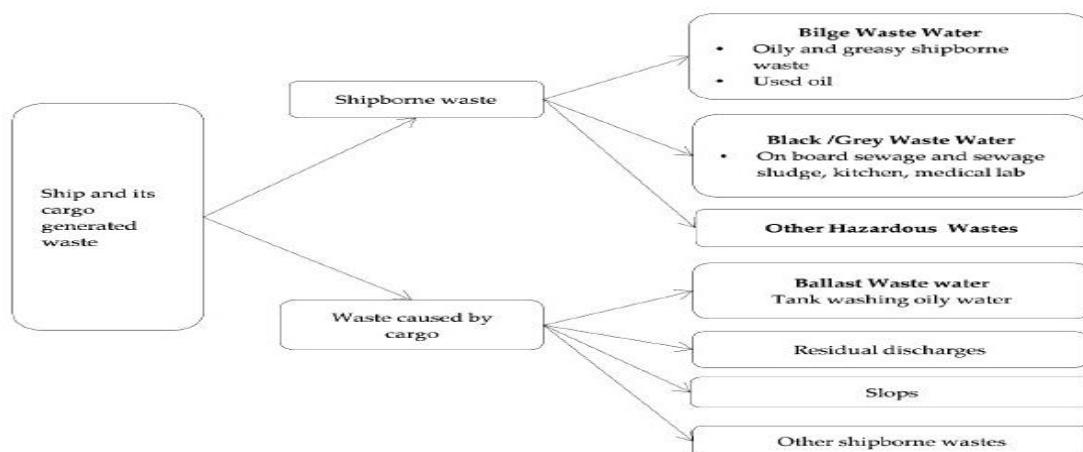 Ship and its
cargo
generated
waste
Shipborne waste
Waste caused by
cargo
Bilge Waste Water
• Oily and greasy shipborne
waste
• Used oil
Black /Grey Waste Water
• On board sewage and sewage
sludge, kitchen, medical lab
Other Hazardous Wastes
Ballast Waste water
Tank washing oily water
Residual discharges
Slops
Other shipborne wastes